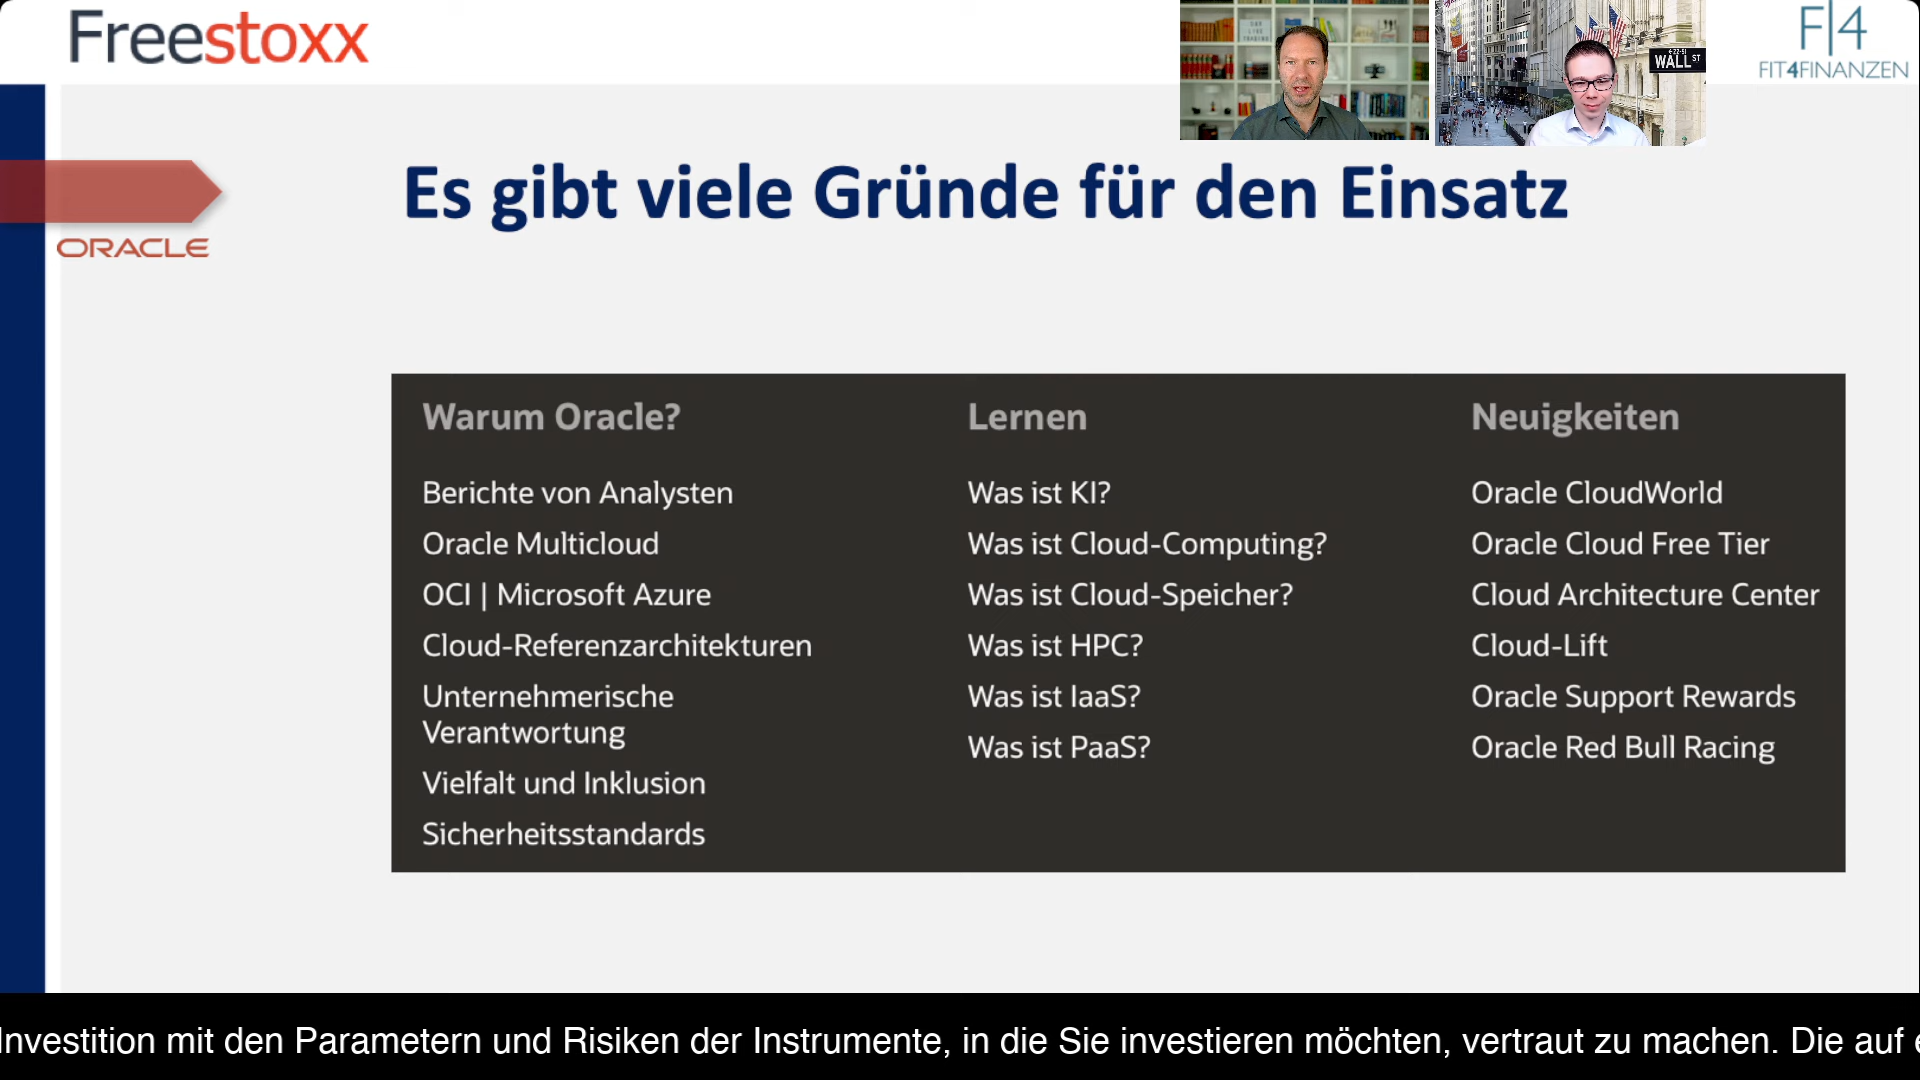 Freestoxx
WALL ST
F|4
FIT4FINANZEN
Es gibt viele Gründe für den Einsatz
ORACLE
Warum Oracle?
Berichte von Analysten
Oracle Multicloud
OCI | Microsoft Azure
Cloud-Referenzarchitekturen
Unternehmerische
Verantwortung
Vielfalt und Inklusion
Sicherheitsstandards
Lernen
Was ist KI?
Was ist Cloud-Computing?
Was ist Cloud-Speicher?
Was ist HPC?
Was ist IaaS?
Was ist PaaS?
Neuigkeiten
Oracle CloudWorld
Oracle Cloud Free Tier
Cloud Architecture Center
Cloud-Lift
Oracle Support Rewards
Oracle Red Bull Racing
Investition mit den Parametern und Risiken der Instrumente, in die Sie investieren möchten, vertraut zu machen. Die auf